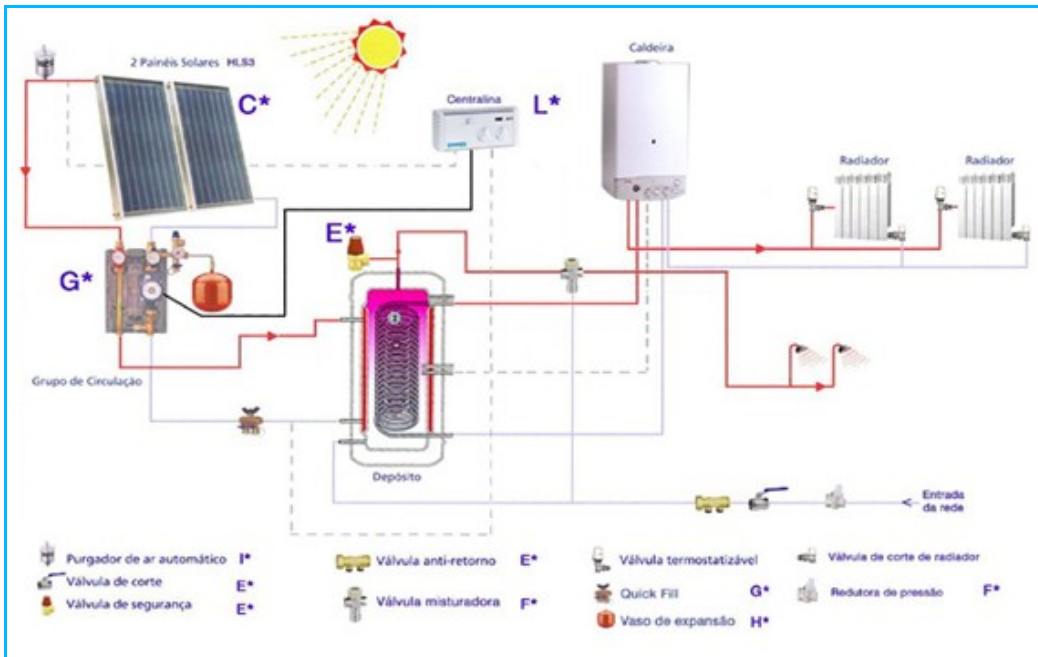 2 Painéis Solares HLS3
C*
Centralina
L*
Caldeira
Radiador
Radiador
E*
G*
Grupo de Circulação
Depósito
Entrada
da rede
Purgador de ar automático I*
Válvula de corte E*
Válvula de segurança E*
Válvula anti-retorno E*
Válvula misturadora F*
Válvula termostatizável
Quick Fill G*
Vaso de expansão H*
Válvula de corte de radiador
Redutora de pressão F*